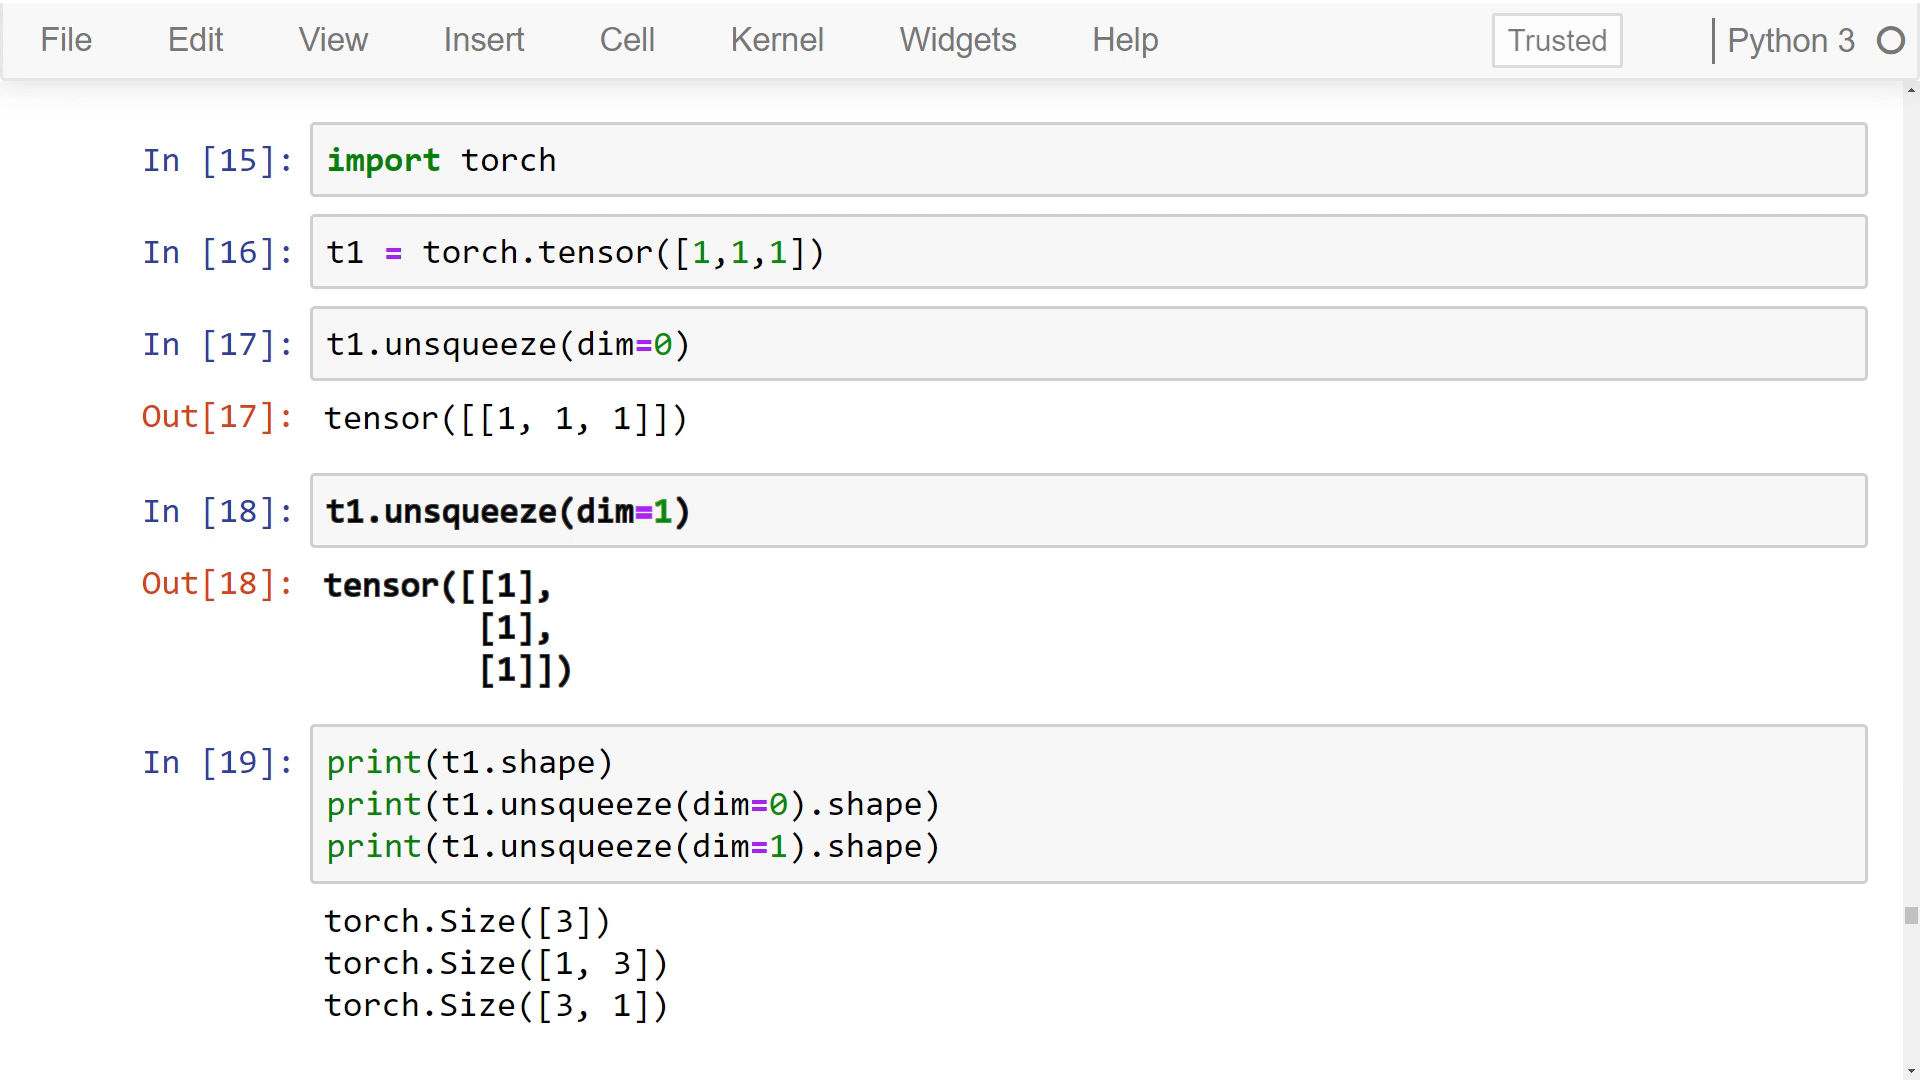 File Edit View Insert Cell Kernel Widgets Help Trusted Python 3
In [15]: import torch
In [16]: t1 = torch.tensor([1,1,1])
In [17]: t1.unsqueeze(dim=0)
Out[17]: tensor([[1, 1, 1]])
In [18]: t1.unsqueeze(dim=1)
Out[18]: tensor([[1],
[1],
[1]])
In [19]: print(t1.shape)
print(t1.unsqueeze(dim=0).shape)
print(t1.unsqueeze(dim=1).shape)
torch.Size([3])
torch.Size([1, 3])
torch.Size([3, 1])